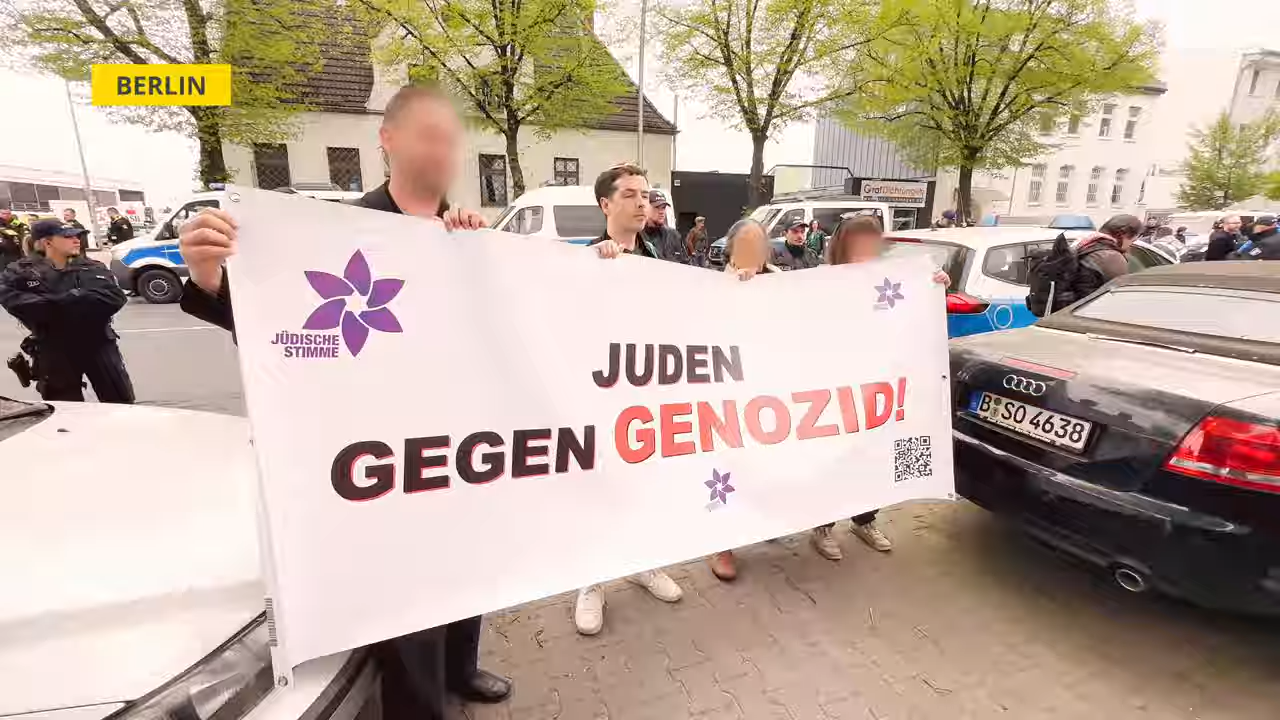 BERLIN
JÜDISCHE
STIMME
JUDEN
GEGEN GENOZID!
B SO 4638